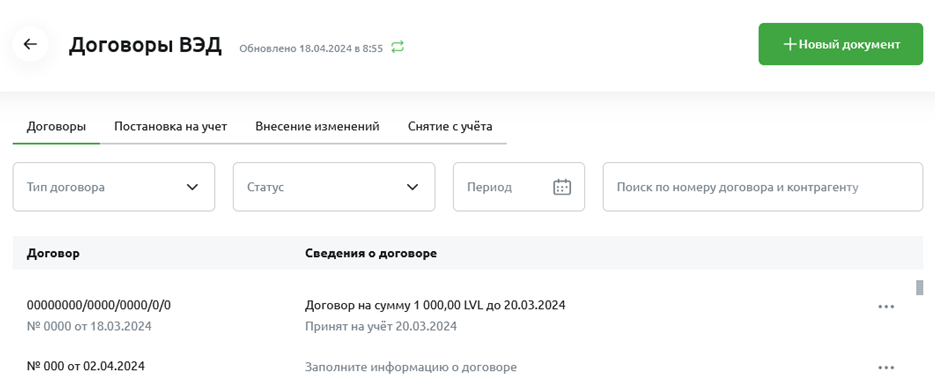 Договоры ВЭД
Обновлено 18.04.2024 в 8:55
Новый документ
Договоры
Постановка на учет
Внесение изменений
Снятие с учёта
Тип договора
Статус
Период
Поиск по номеру договора и контрагенту
Договор
Сведения о договоре
00000000/0000/0000/0/0
Договор на сумму 1 000,00 LVL до 20.03.2024
№ 0000 от 18.03.2024
Принят на учёт 20.03.2024
№ 000 от 02.04.2024
Заполните информацию о договоре